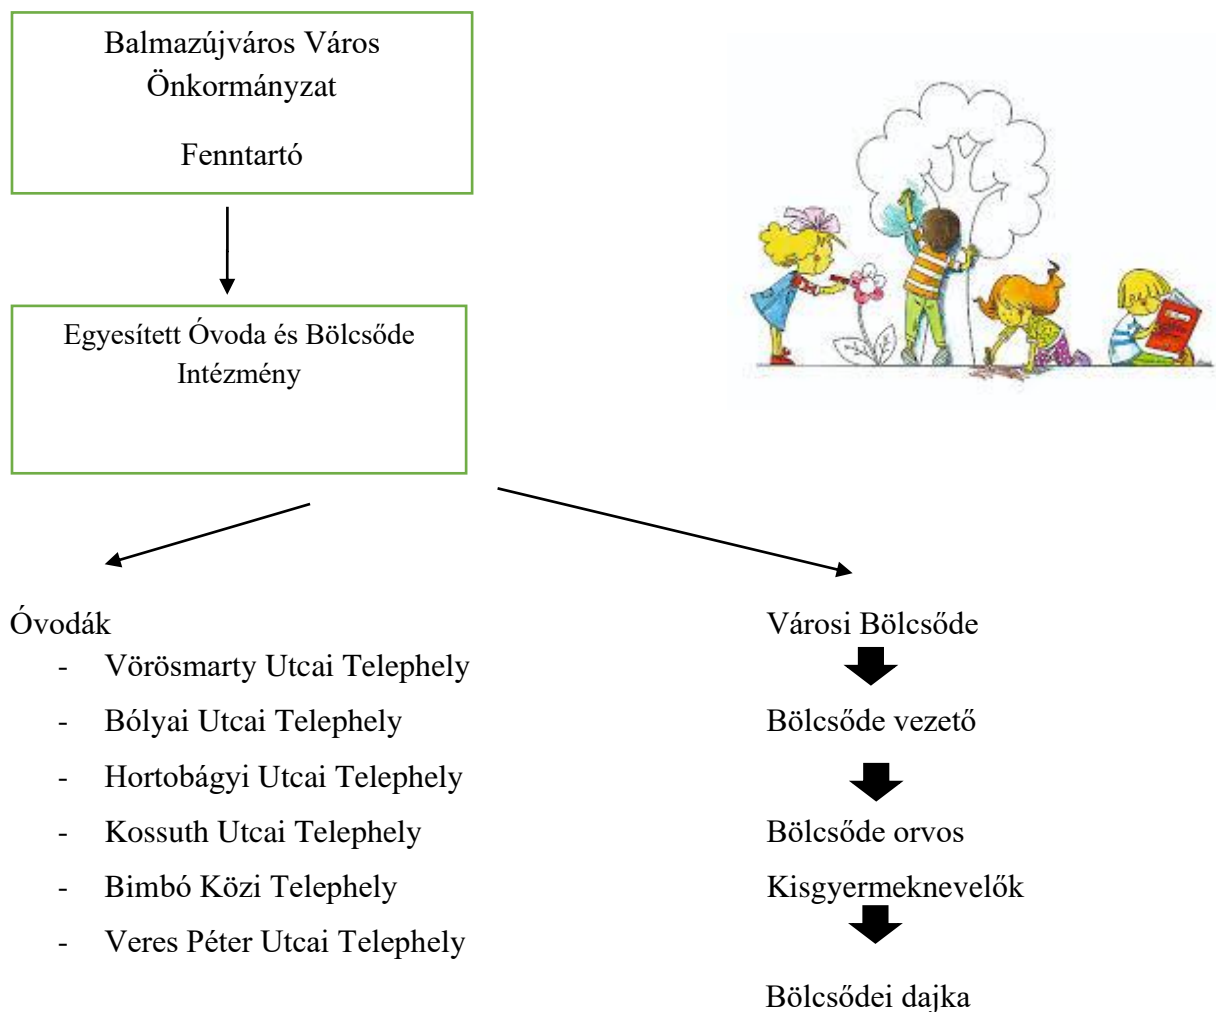 Balmazújváros Város
Önkormányzat
Fenntartó
Egyesített Óvoda és Bölcsőde
Intézmény
Óvodák
- Vörösmarty Utcai Telephely
- Bólyai Utcai Telephely
- Hortobágyi Utcai Telephely
- Kossuth Utcai Telephely
- Bimbó Közi Telephely
- Veres Péter Utcai Telephely
Városi Bölcsőde
Bölcsőde vezető
Bölcsőde orvos
Kisgyermeknevelők
Bölcsődei dajka